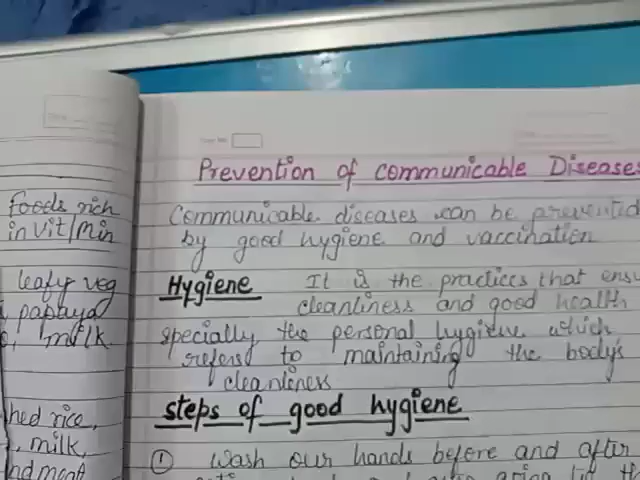 foods rich
in vit/min
leafy veg
papaya
milk
hed rice,
milk,
nd meat
Prevention of communicable Diseases
Communicable diseases can be prevented
by good hygiene and vaccination
Hygiene It is the practices that ensu
cleanliness and good health
specially the personal hygiene which
refers to maintaining the body's
cleanliness
steps of good hygiene
① Wash our hands before and after